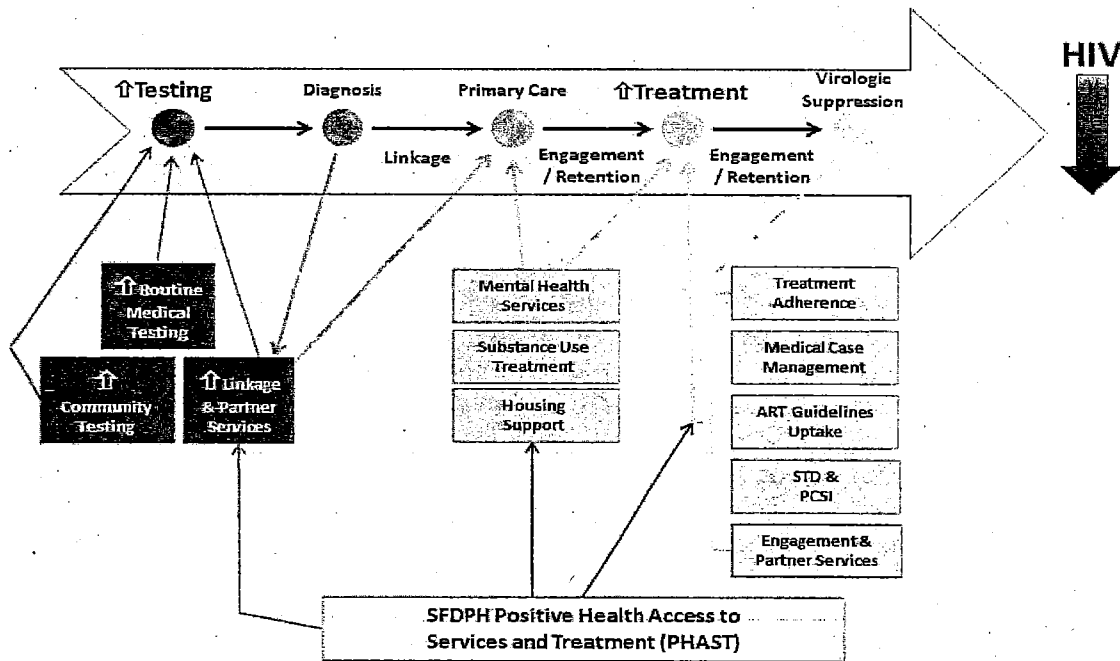 HIV
⇧Testing
Diagnosis
Primary Care
⇧Treatment
Virologic
Suppression
Linkage
Engagement
/ Retention
Engagement
/ Retention
⇧ Routine
Medical
Testing
⇧
Community
Testing
⇧ Linkage
& Partner
Services
Mental Health
Services
Substance Use
Treatment
Housing
Support
Treatment
Adherence
Medical Case
Management
ART Guidelines
Uptake
STD &
PCSI
Engagement &
Partner Services
SFDPH Positive Health Access to
Services and Treatment (PHAST)